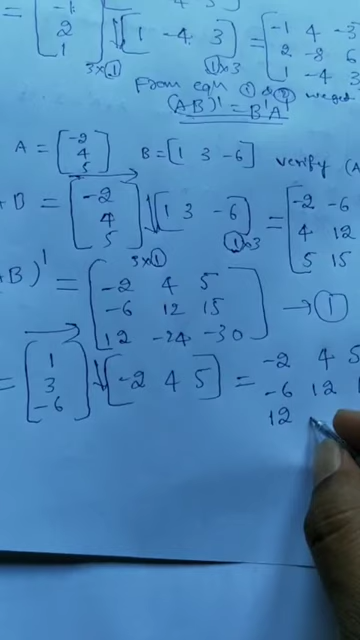 = [-1 2 1] [1 -4 3] = [-1 4 -3
2 -8 6
1 -4 3
3×1 1×3
From eqn ① & ② we get
(AB)' = B'A'
A = [-2 4 5] B = [1 3 -6] verify (A
B = [-2 4 5] [1 3 -6] = [-2 -6
4 12
5 15
3×1 1×3
B)' = [-2 4 5
-6 12 15
12 -24 -30] → ①
= [1 3 -6] [-2 4 5] = -2 4 5
-6 12 1
12